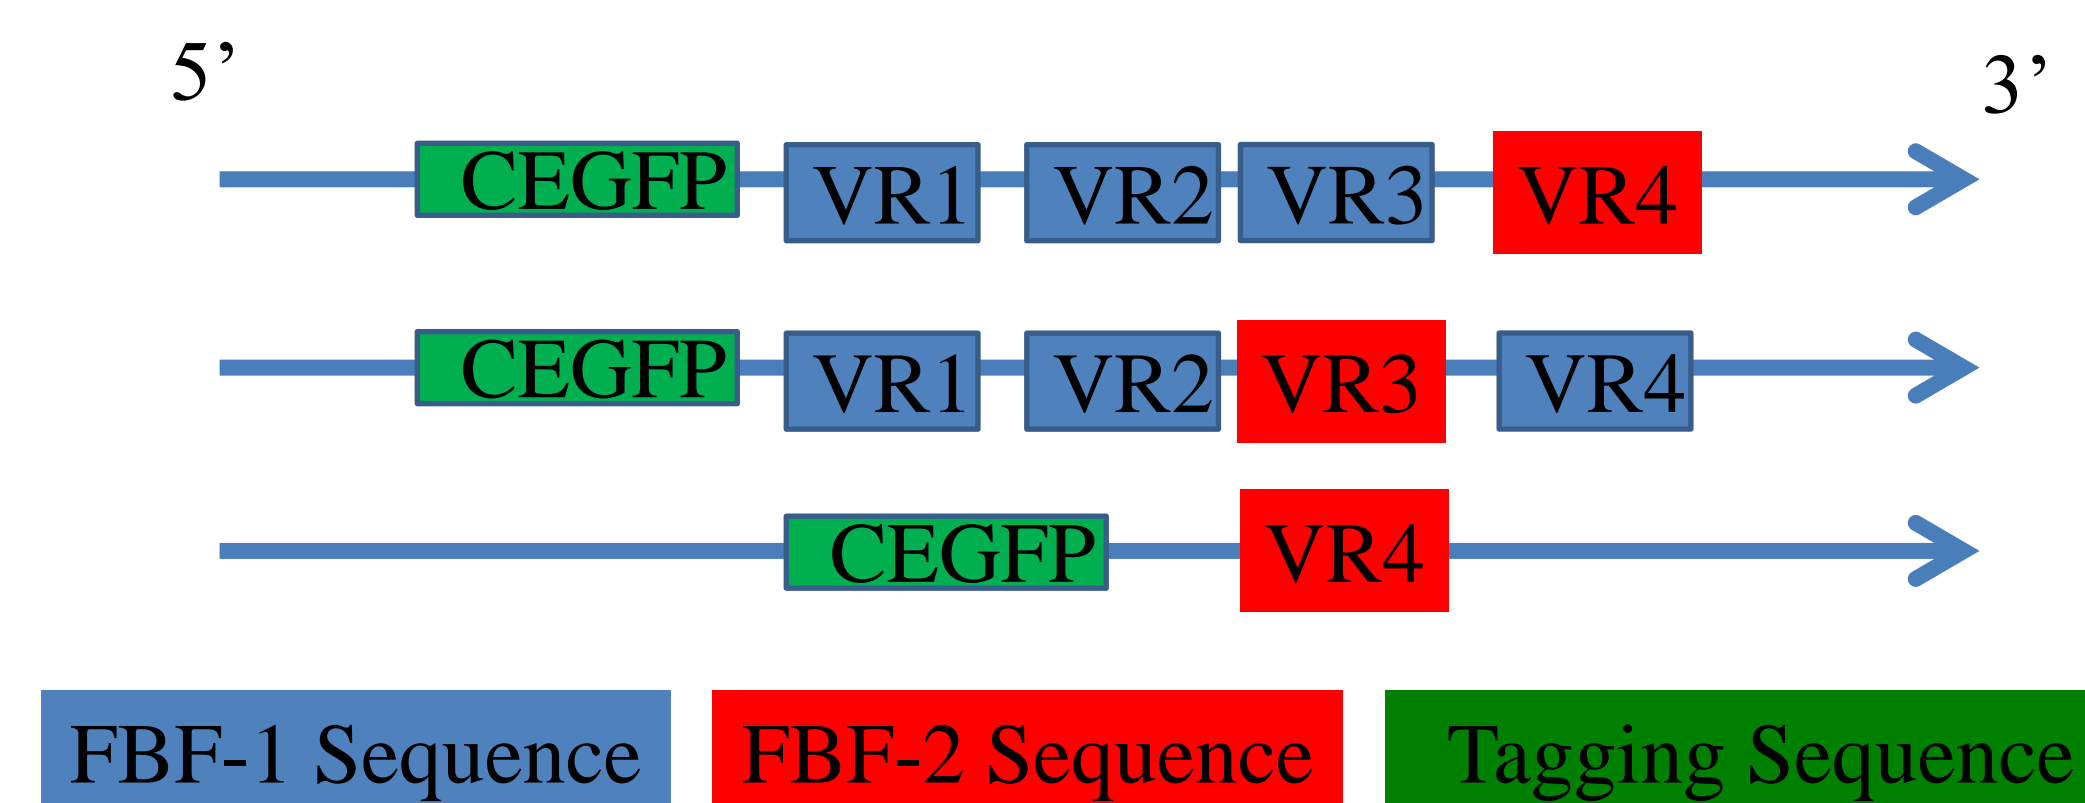 5’ 3’
CEGFP VR1 VR2 VR3 VR4
CEGFP VR1 VR2 VR3 VR4
CEGFP VR4
FBF-1 Sequence FBF-2 Sequence Tagging Sequence